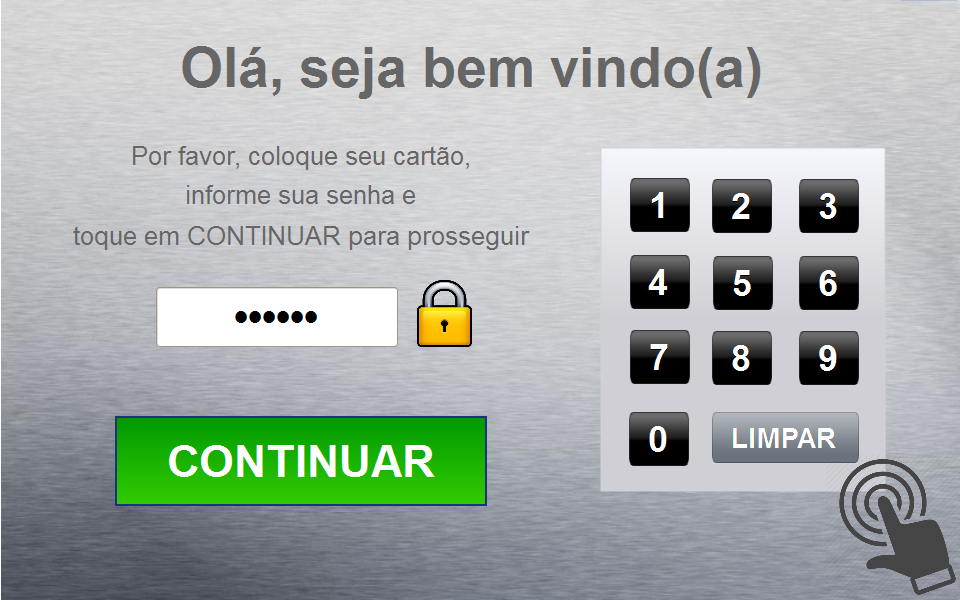 Olá, seja bem vindo(a)
Por favor, coloque seu cartão,
informe sua senha e
toque em CONTINUAR para prosseguir
••••••
CONTINUAR
1 2 3
4 5 6
7 8 9
0 LIMPAR